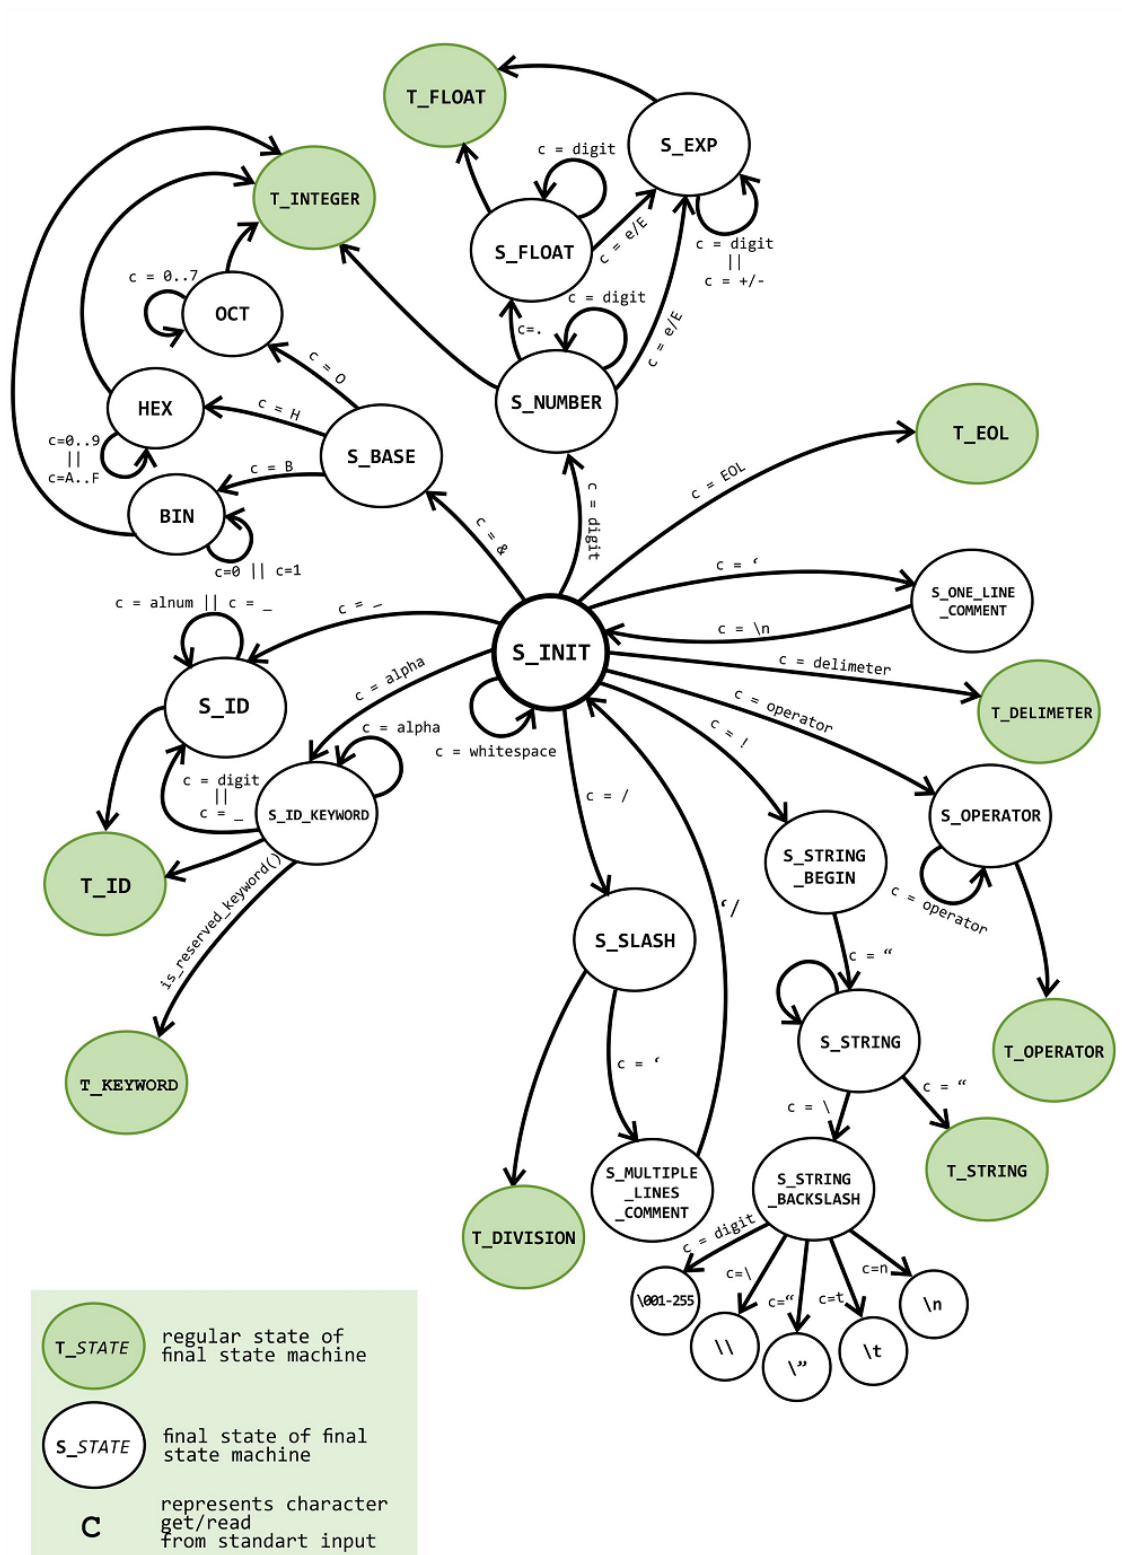 T_FLOAT
S_EXP
c = digit
T_INTEGER
S_FLOAT
c = e/E
c = digit
||
c = +/-
c = 0..7
OCT
c = digit
c=.
c = e/E
c = O
HEX
c = H
S_NUMBER
T_EOL
c=0..9
||
c=A..F
S_BASE
c = B
BIN
c = EOL
c = digit
c = &
c=0 || c=1
c = ‘
S_ONE_LINE
_COMMENT
c = alnum || c = _
c = _
c = \n
S_INIT
c = delimeter
c = alpha
S_ID
c = operator
T_DELIMETER
c = !
c = alpha
c = whitespace
c = digit
||
c = _
S_ID_KEYWORD
c = /
S_OPERATOR
S_STRING
_BEGIN
T_ID
is_reserved_keyword()
‘/
c = operator
S_SLASH
c = “
S_STRING
T_OPERATOR
c = ‘
T_KEYWORD
c = “
c = \
S_MULTIPLE
_LINES
_COMMENT
S_STRING
_BACKSLASH
T_STRING
T_DIVISION
c = digit
c=\
c=“
c=t
c=n
\001-255
\\
\”
\t
\n
T_STATE
regular state of
final state machine
S_STATE
final state of final
state machine
C
represents character
get/read
from standart input